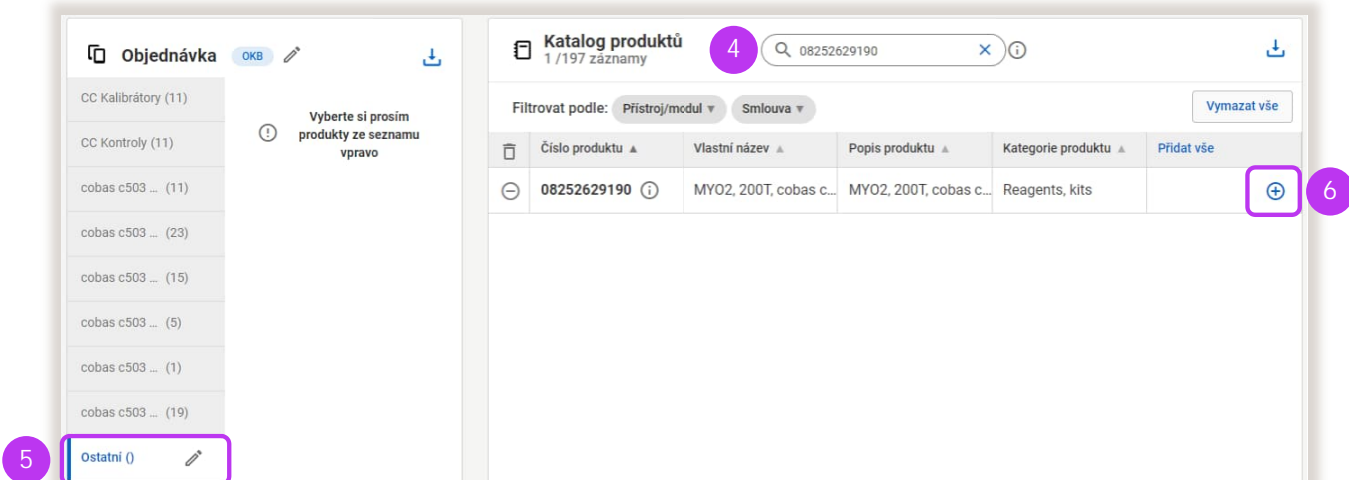 Objednávka OKB
CC Kalibrátory (11)
CC Kontroly (11)
cobas c503 ... (11)
cobas c503 ... (23)
cobas c503 ... (15)
cobas c503 ... (5)
cobas c503 ... (1)
cobas c503 ... (19)
5
Ostatní ()
Vyberte si prosím
produkty ze seznamu
vpravo
Katalog produktů
1 /197 záznamy
4
08252629190
Filtrovat podle: Přístroj/modul Smlouva Vymazat vše
Číslo produktu Vlastní název Popis produktu Kategorie produktu Přidat vše
08252629190 MYO2, 200T, cobas c... MYO2, 200T, cobas c... Reagents, kits
6